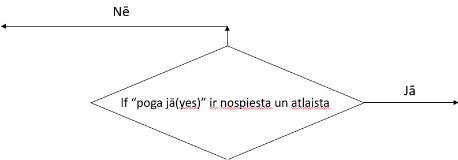 Nē
If “poga jā(yes)” ir nospiesta un atlaista
Jā